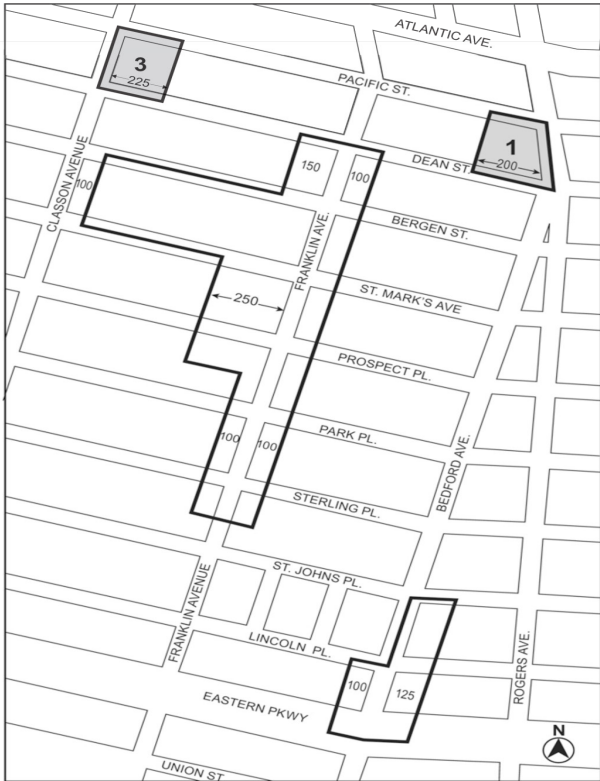 ATLANTIC AVE.
3
225
PACIFIC ST.
1
200
DEAN ST.
150
100
100
CLASSON AVENUE
BERGEN ST.
FRANKLIN AVE.
250
ST. MARK'S AVE
PROSPECT PL.
100
100
PARK PL.
BEDFORD AVE.
STERLING PL.
ST. JOHNS PL.
FRANKLIN AVENUE
LINCOLN PL.
ROGERS AVE.
100
125
EASTERN PKWY
N
UNION ST